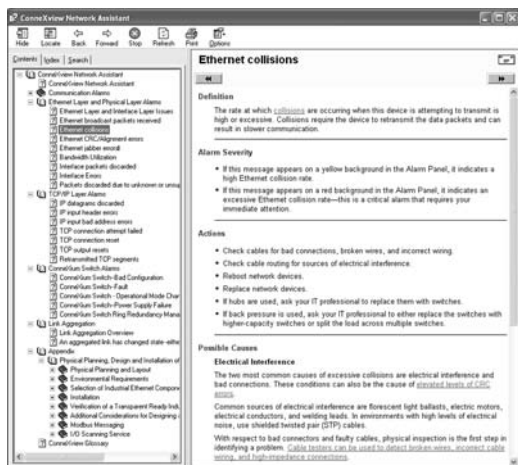 ConneXview Network Assistant
Hide Locate Back Forward Stop Refresh Print Options
Contents Index Search
ConneXview Network Assistant
ConneXview Network Assistant
Communication Alarms
Ethernet Layer and Physical Layer Alarms
Ethernet Layer and Interface Layer Issues
Ethernet broadcast packets received
Ethernet collisions
Ethernet CRC/Alignment errors
Ethernet jabber errors
Bandwidth Utilization
Interface packets discarded
Interface Errors
Packets discarded due to unknown or unsup
TCP/IP Layer Alarms
IP datagrams discarded
IP input header errors
IP input bad address errors
TCP connection attempt failed
TCP connection reset
TCP output resets
Retransmitted TCP segments
ConneXium Switch Alarms
ConneXium Switch-Bad Configuration
ConneXium Switch-Fault
ConneXium Switch - Operational Mode Chan
ConneXium Switch-Power Supply Failure
ConneXium Switch Ring Redundancy Mana
Link Aggregation
Link Aggregation Overview
An aggregated link has changed state-eithe
Appendix
Physical Planning, Design and Installation of
Physical Planning and Layout
Environmental Requirements
Selection of Industrial Ethernet Compone
Installation
Verification of a Transparent Ready Indu
Additional Considerations for Designing a
Modbus Messaging
I/O Scanning Service
ConneXview Glossary
Ethernet collisions
Definition
The rate at which collisions are occurring when this device is attempting to transmit is
high or excessive. Collisions require the device to retransmit the data packets and can
result in slower communication.
Alarm Severity
• If this message appears on a yellow background in the Alarm Panel, it indicates a
high Ethernet collision rate.
• If this message appears on a red background in the Alarm Panel, it indicates an
excessive Ethernet collision rate—this is a critical alarm that requires your
immediate attention.
Actions
• Check cables for bad connections, broken wires, and incorrect wiring.
• Check cable routing for sources of electrical interference.
• Reboot network devices.
• Replace network devices.
• If hubs are used, ask your IT professional to replace them with switches.
• If back pressure is used, ask your IT professional to either replace the switches with
higher-capacity switches or split the load across multiple switches.
Possible Causes
Electrical Interference
The two most common causes of excessive collisions are electrical interference and
bad connections. These conditions can also be the cause of elevated levels of CRC
errors.
Common sources of electrical interference are florescent light ballasts, electric motors,
electrical conductors, and welding leads. In environments with high levels of electrical
noise, use shielded twisted pair (STP) cables.
With respect to bad connectors and faulty cables, physical inspection is the first step in
identifying a problem. Cable testers can be used to detect broken wires, incorrect cable
wiring, and high-impedance connections.